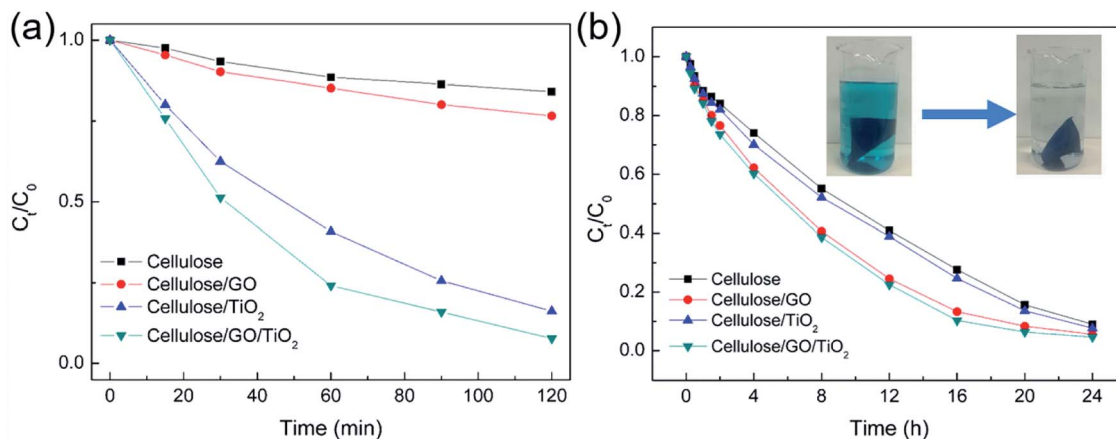 (a)
1.0
0.5
0.0
Cₜ/C₀
Cellulose
Cellulose/GO
Cellulose/TiO₂
Cellulose/GO/TiO₂
0 20 40 60 80 100 120
Time (min)
(b)
1.0
0.8
0.6
0.4
0.2
0.0
Cₜ/C₀
Cellulose
Cellulose/GO
Cellulose/TiO₂
Cellulose/GO/TiO₂
0 4 8 12 16 20 24
Time (h)